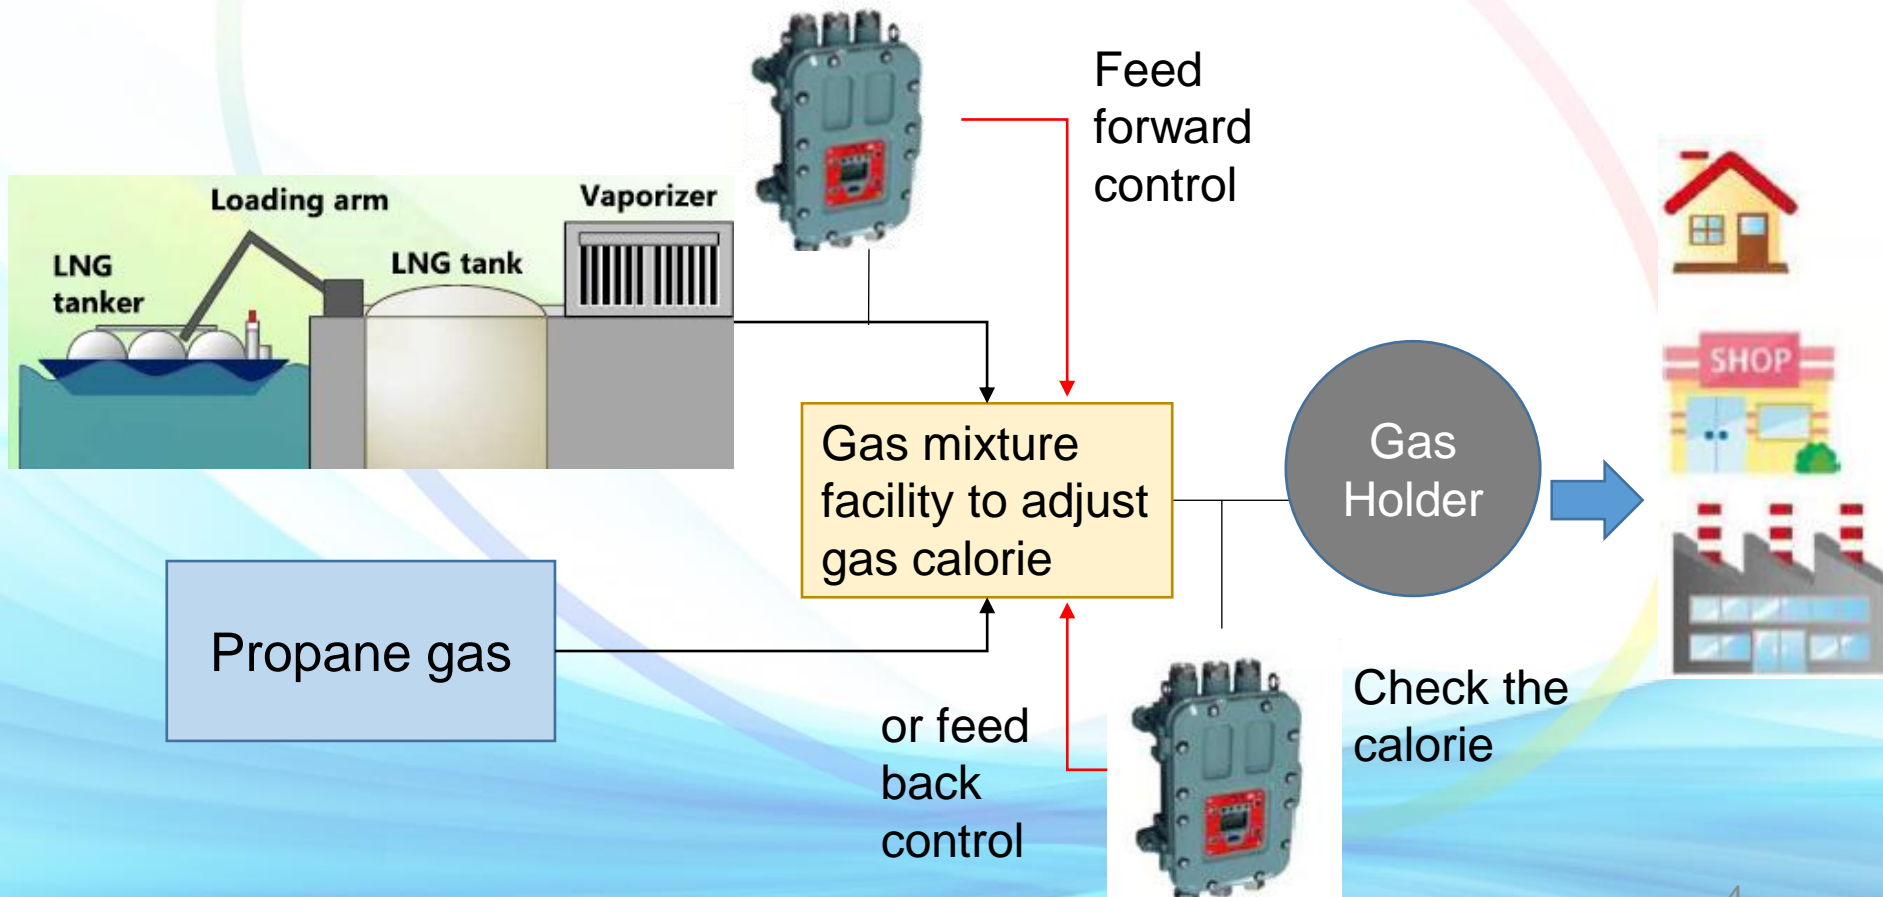 Feed
forward
control
Loading arm
Vaporizer
LNG
tanker
LNG tank
SHOP
Gas mixture
facility to adjust
gas calorie
Gas
Holder
Propane gas
or feed
back
control
Check the
calorie
4